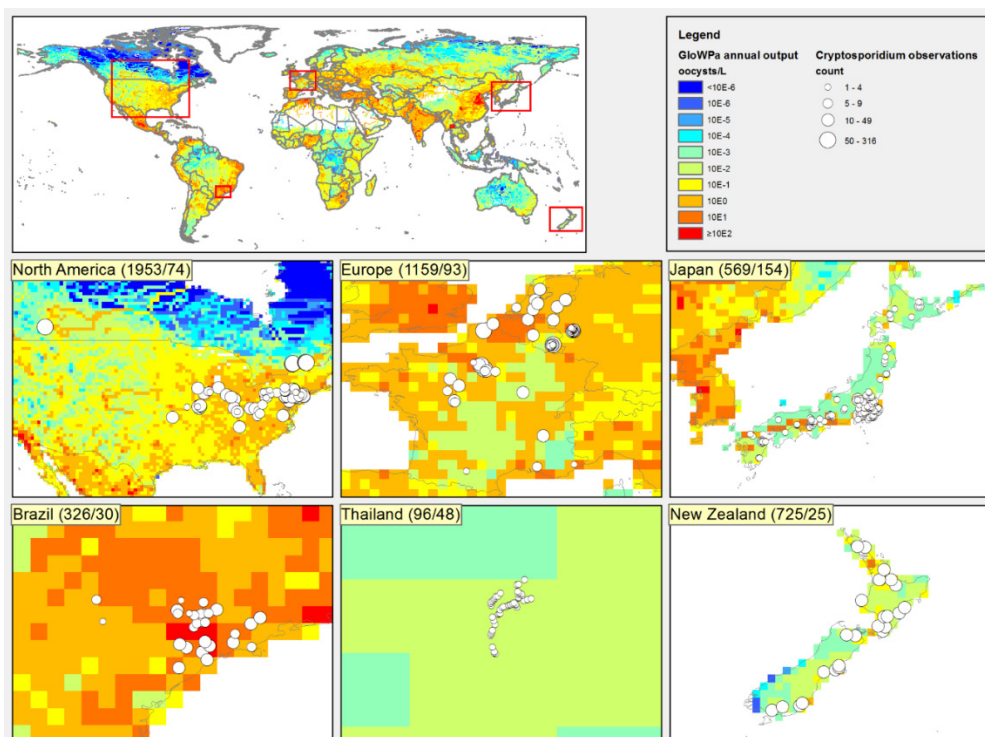 Legend
GloWPa annual output
oocysts/L
<10E-6
10E-6
10E-5
10E-4
10E-3
10E-2
10E-1
10E0
10E1
≥10E2
Cryptosporidium observations
count
1 - 4
5 - 9
10 - 49
50 - 316
North America (1953/74)
Europe (1159/93)
Japan (569/154)
Brazil (326/30)
Thailand (96/48)
New Zealand (725/25)